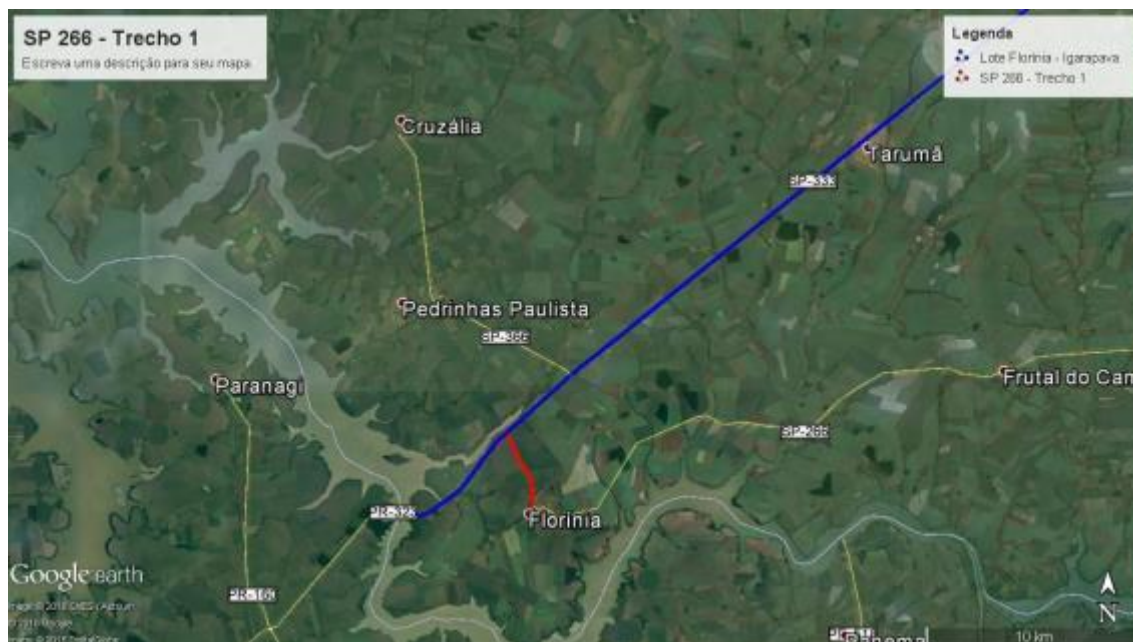 SP 266 - Trecho 1
Escreva uma descrição para seu mapa.
Legenda
Lote Florínia - Igarapava
SP 266 - Trecho 1
Cruzália
Tarumã
SP-333
Pedrinhas Paulista
SP-366
Paranagi
Frutal do Cam
SP-266
PR-323
Florínia
Google earth
PR-160
N
10 km